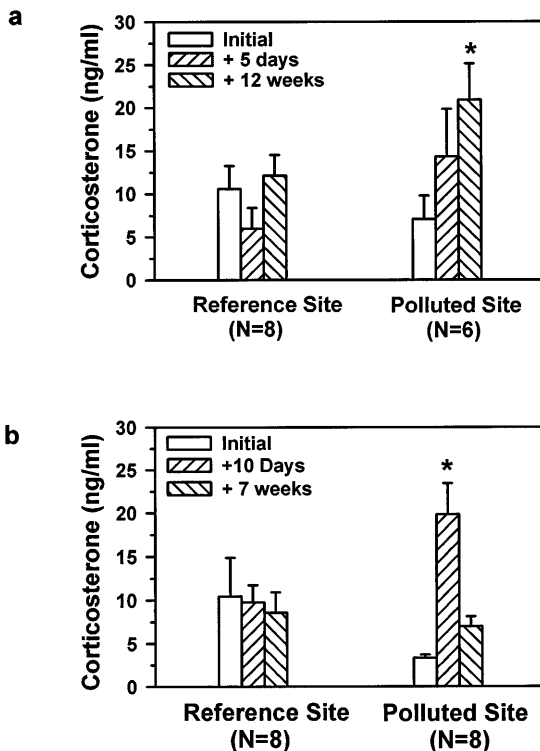 a
Corticosterone (ng/ml)
30
25
20
15
10
5
0
Initial
+ 5 days
+ 12 weeks
*
Reference Site
(N=8)
Polluted Site
(N=6)
b
Corticosterone (ng/ml)
30
25
20
15
10
5
0
Initial
+10 Days
+ 7 weeks
*
Reference Site
(N=8)
Polluted Site
(N=8)